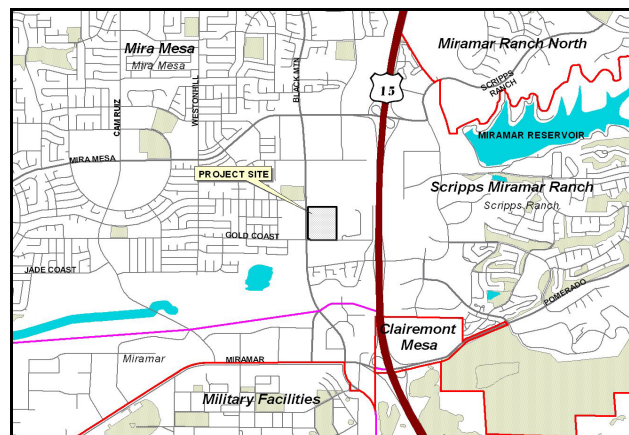 Mira Mesa
Mira Mesa
Miramar Ranch North
BLACK MTN
15
SCRIPPS
RANCH
CAM RUIZ
WESTONHILL
MIRAMAR RESERVOIR
MIRA MESA
PROJECT SITE
Scripps Miramar Ranch
Scripps Ranch
GOLD COAST
JADE COAST
POMERADO
Clairemont
Mesa
Miramar
MIRAMAR
Military Facilities